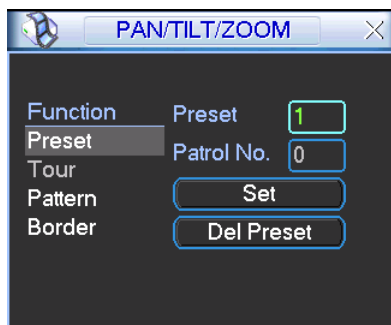 PAN/TILT/ZOOM
Function
Preset
Tour
Pattern
Border
Preset 1
Patrol No. 0
Set
Del Preset